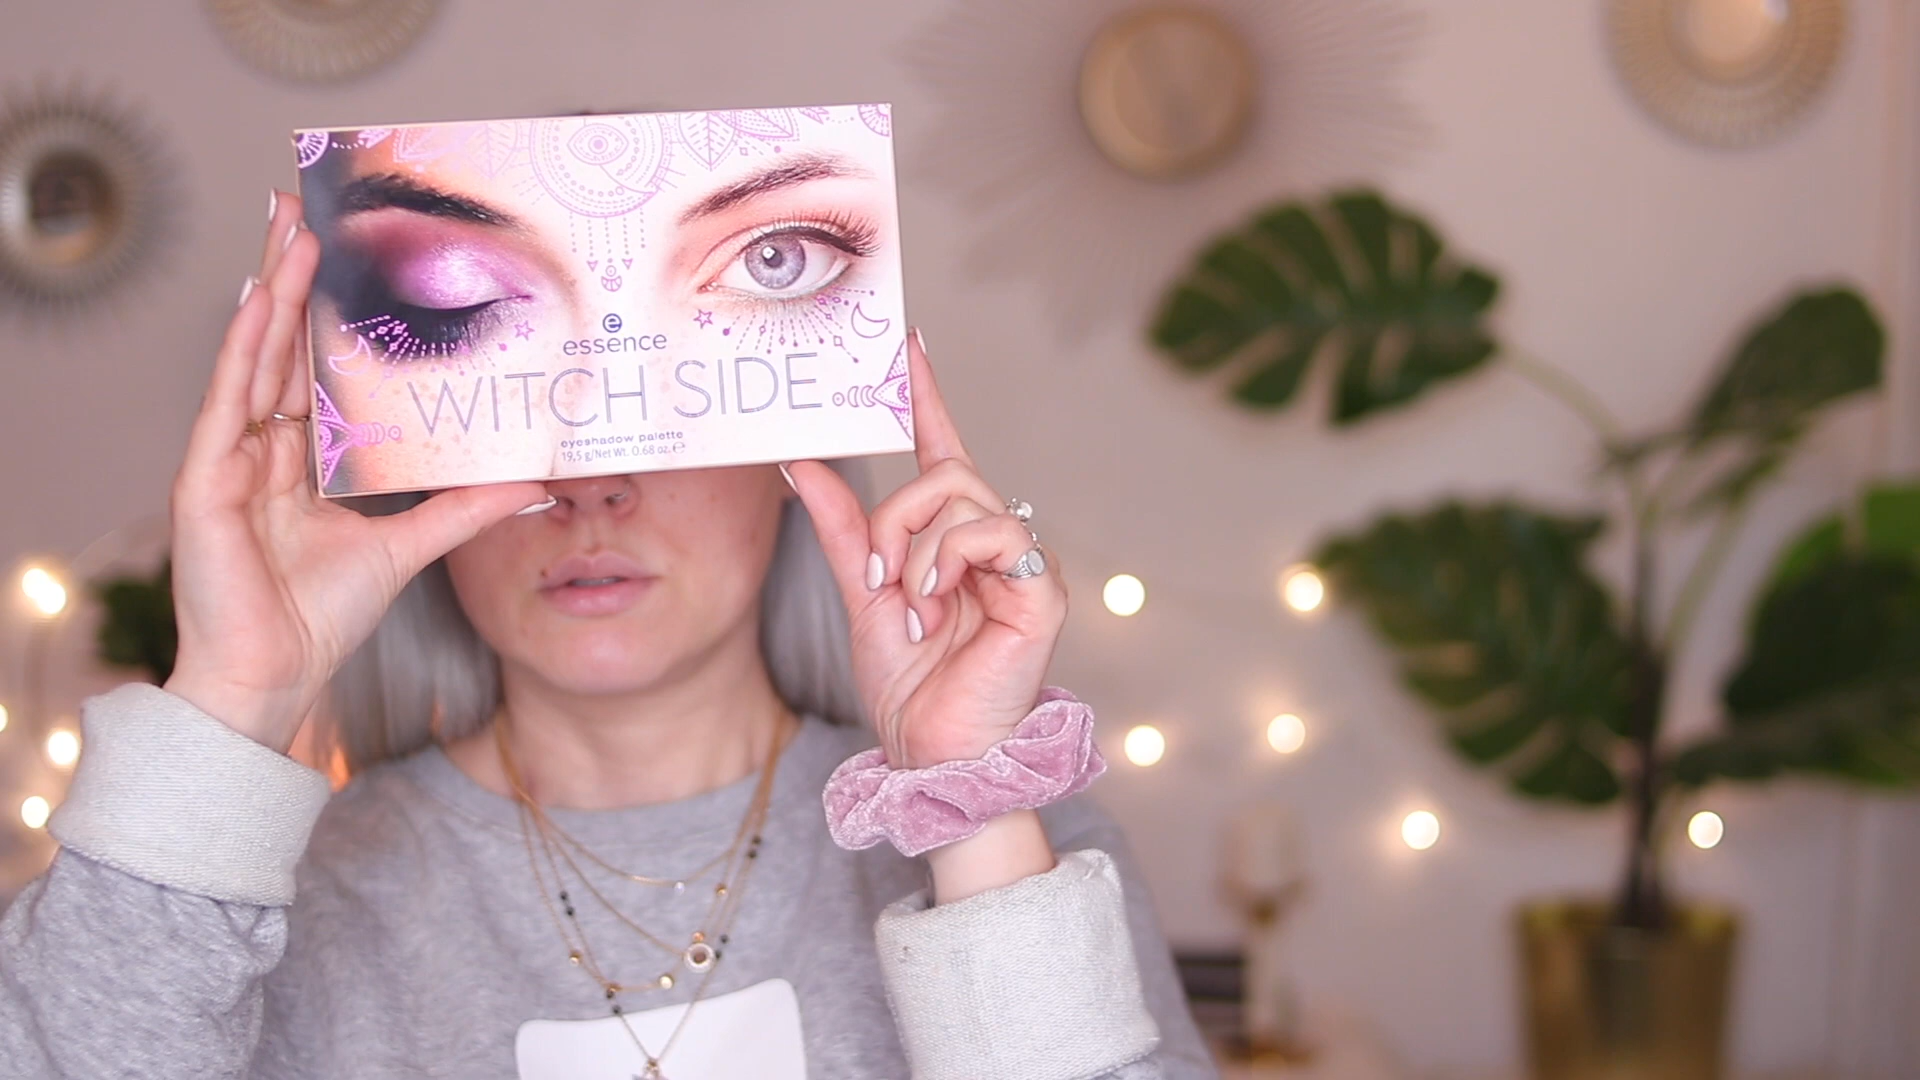 e
essence
WITCH SIDE
eyeshadow palette
19,5 g/Net Wt. 0.68 oz. ℮